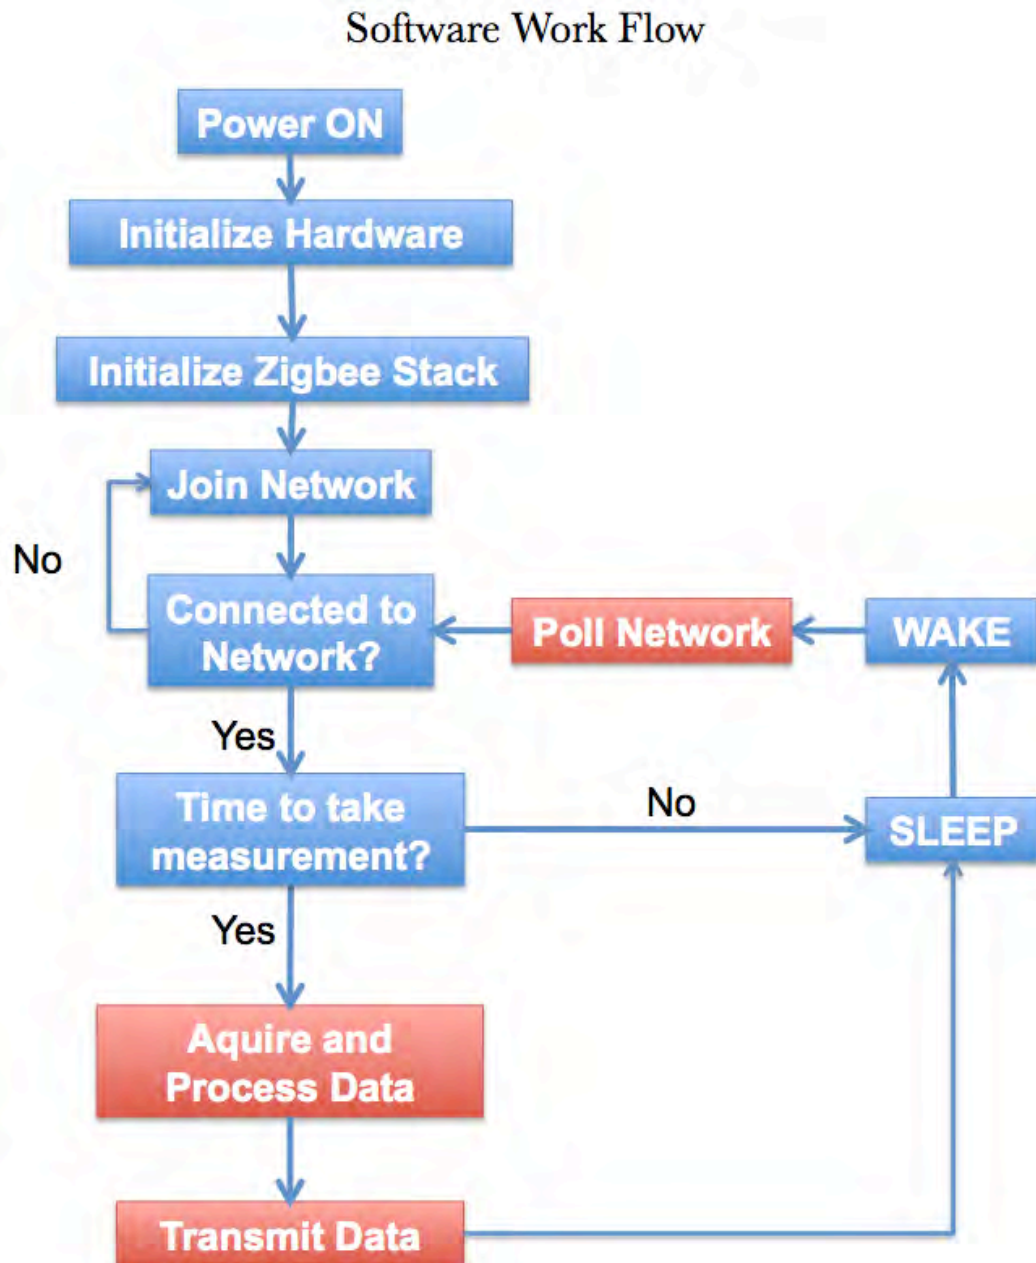 Software Work Flow
Power ON
Initialize Hardware
Initialize Zigbee Stack
Join Network
No
Connected to
Network?
Poll Network
WAKE
Yes
Time to take
measurement?
No
SLEEP
Yes
Aquire and
Process Data
Transmit Data